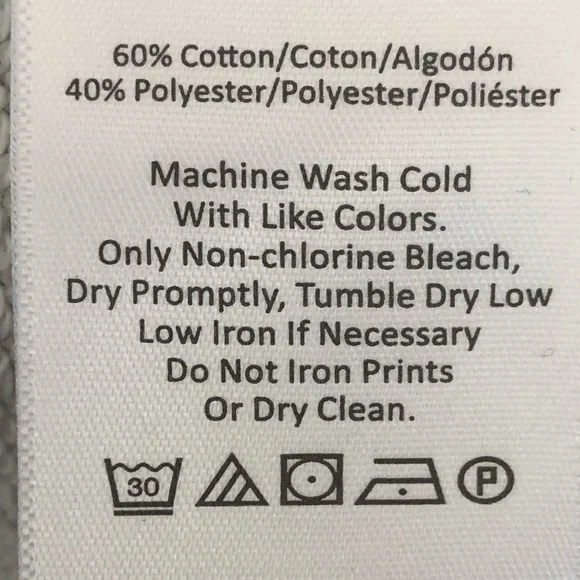 60% Cotton/Coton/Algodón
40% Polyester/Polyester/Poliéster
Machine Wash Cold
With Like Colors.
Only Non-chlorine Bleach,
Dry Promptly, Tumble Dry Low
Low Iron If Necessary
Do Not Iron Prints
Or Dry Clean.
30 P